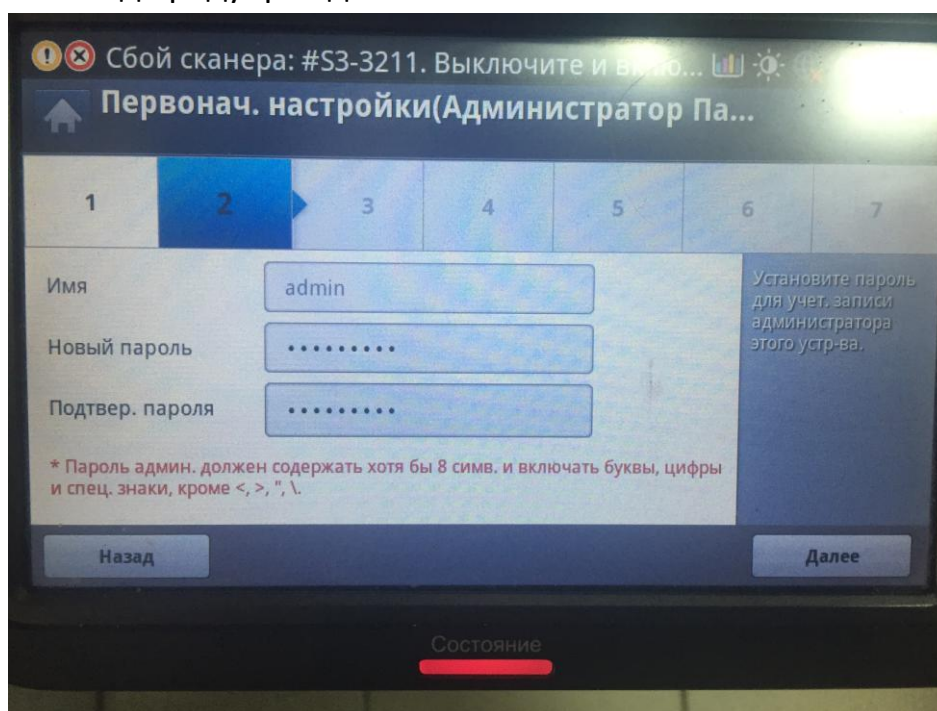 Сбой сканера: #S3-3211. Выключите и
Первонач. настройки(Администратор Па...
1 2 3 4 5 6 7
Имя admin
Новый пароль •••••••••
Подтвер. пароля •••••••••
Установите пароль
для учет. записи
администратора
этого устр-ва.
* Пароль админ. должен содержать хотя бы 8 симв. и включать буквы, цифры
и спец. знаки, кроме <, >, ", \.
Назад Далее
Состояние